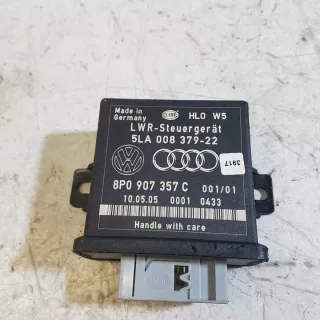 Made in
Germany
HLO W5
LWR-Steuergerät
5LA 008 379-22
3917
8P0 907 357 C 001/01
10.05.05 0001 0433
Handle with care